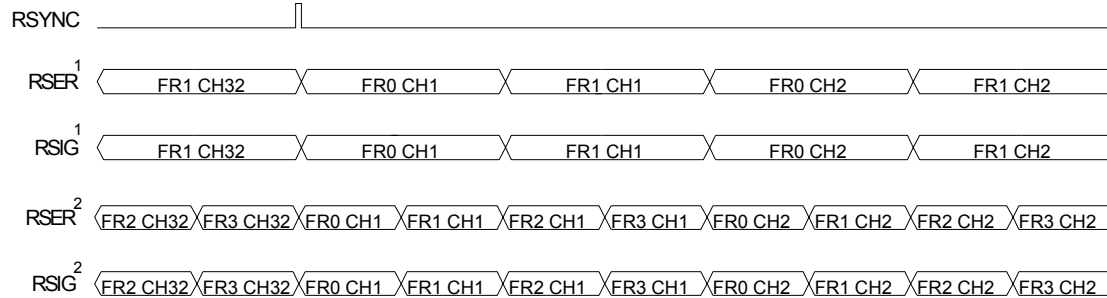 RSYNC
RSER¹ FR1 CH32 FR0 CH1 FR1 CH1 FR0 CH2 FR1 CH2
RSIG¹ FR1 CH32 FR0 CH1 FR1 CH1 FR0 CH2 FR1 CH2
RSER² FR2 CH32 FR3 CH32 FR0 CH1 FR1 CH1 FR2 CH1 FR3 CH1 FR0 CH2 FR1 CH2 FR2 CH2 FR3 CH2
RSIG² FR2 CH32 FR3 CH32 FR0 CH1 FR1 CH1 FR2 CH1 FR3 CH1 FR0 CH2 FR1 CH2 FR2 CH2 FR3 CH2